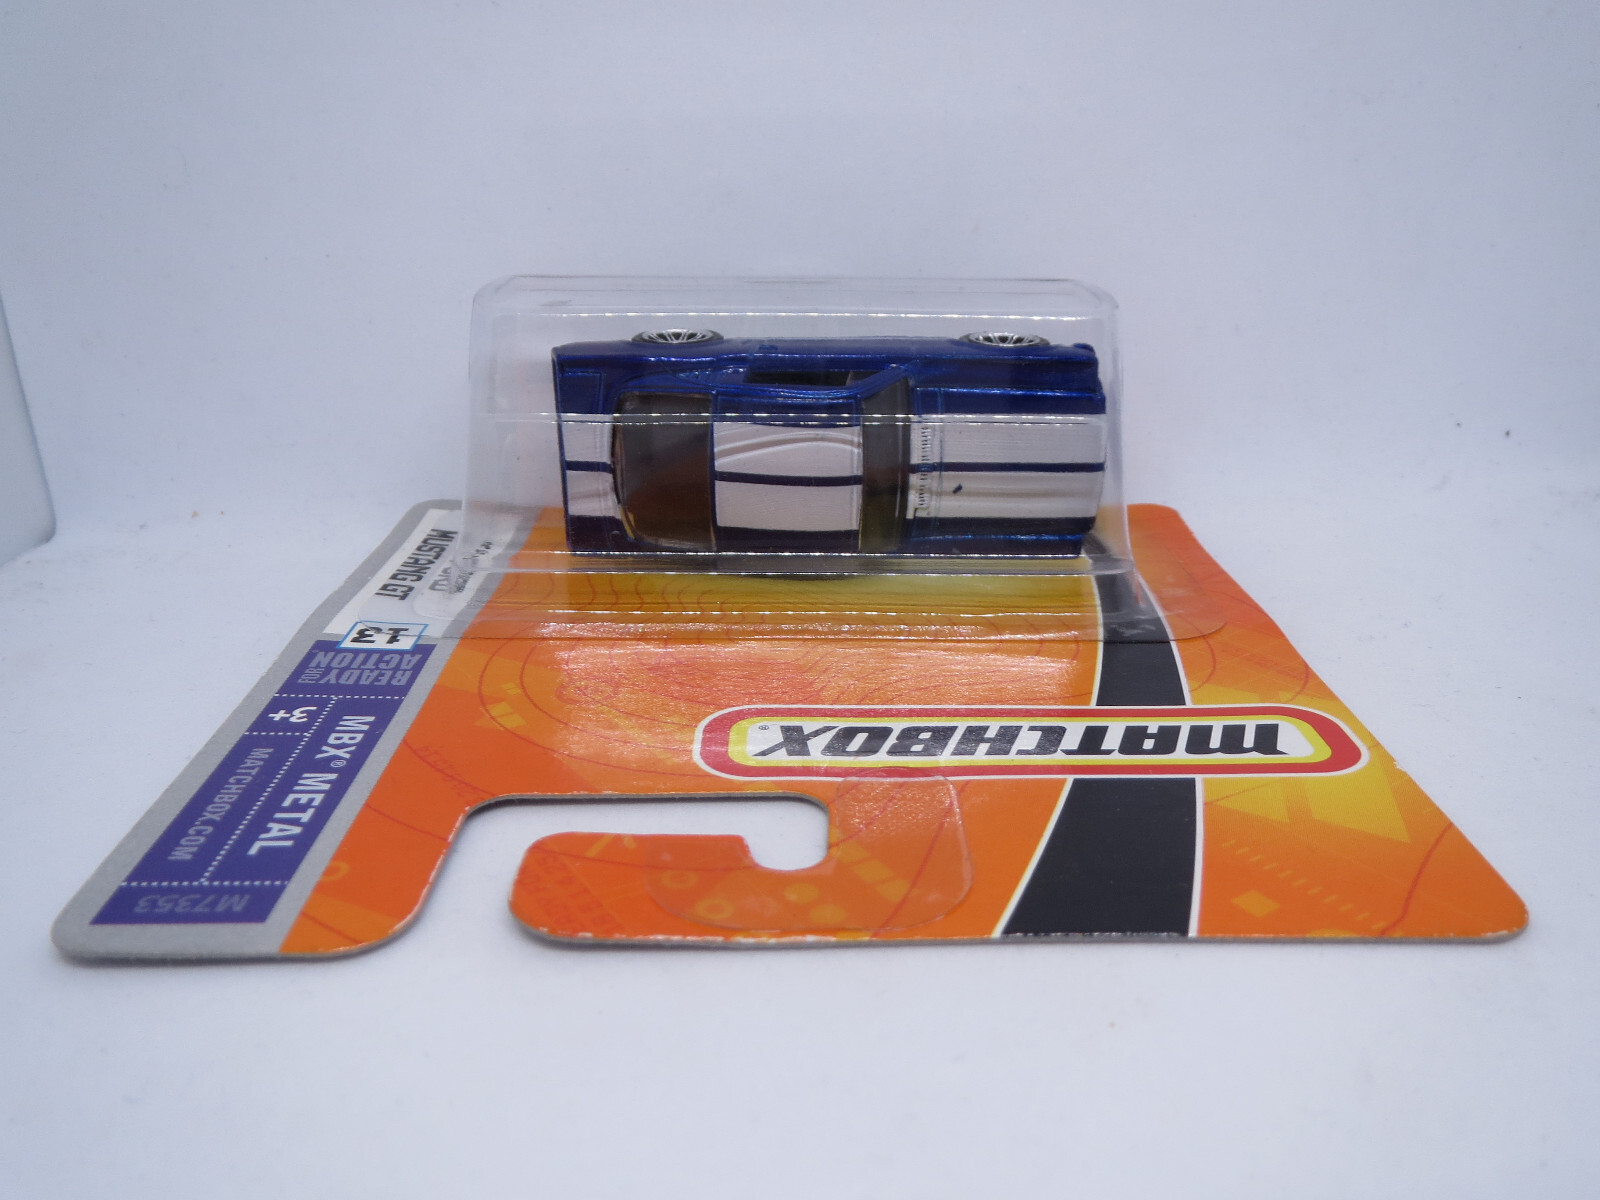 MATCHBOX®
MUSTANG GT
13
READY
FOR
ACTION
MBX® METAL
3+
MATCHBOX.COM
M7353